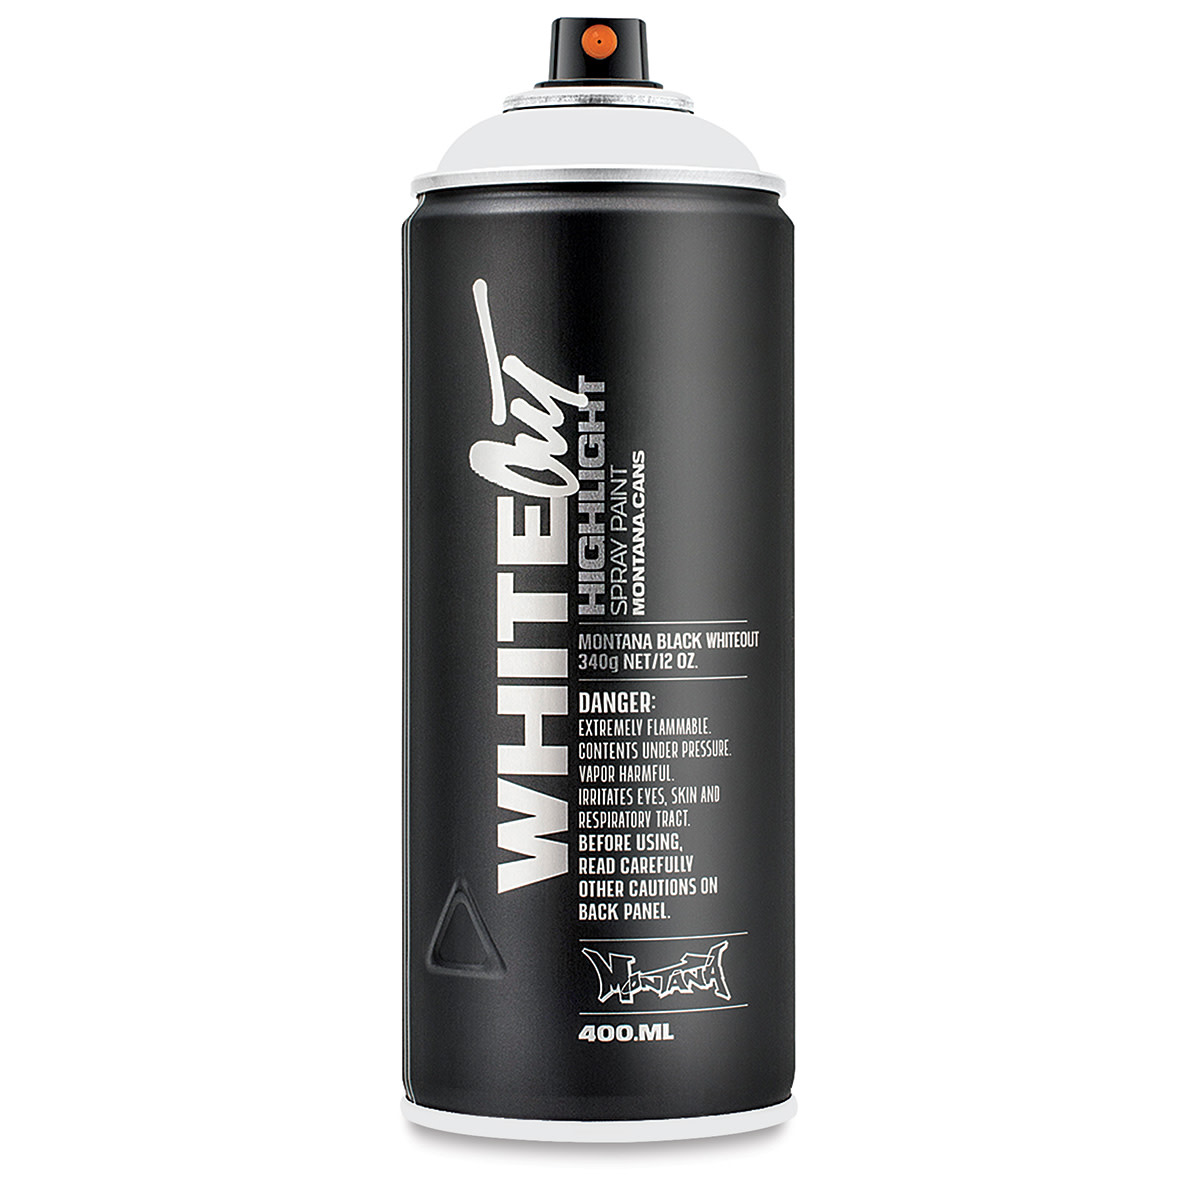 WHITE Out
HIGHLIGHT
SPRAY PAINT
MONTANA.CANS
MONTANA BLACK WHITEOUT
340g NET/12 OZ.
DANGER:
EXTREMELY FLAMMABLE.
CONTENTS UNDER PRESSURE.
VAPOR HARMFUL.
IRRITATES EYES, SKIN AND
RESPIRATORY TRACT.
BEFORE USING,
READ CAREFULLY
OTHER CAUTIONS ON
BACK PANEL.
MONTANA
400.ML